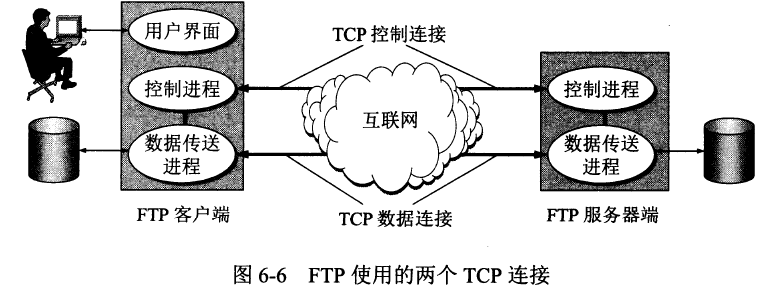 TCP 控制连接
用户界面
控制进程
控制进程
互联网
数据传送
进程
数据传送
进程
FTP 客户端
TCP 数据连接
FTP 服务器端
图 6-6 FTP 使用的两个 TCP 连接